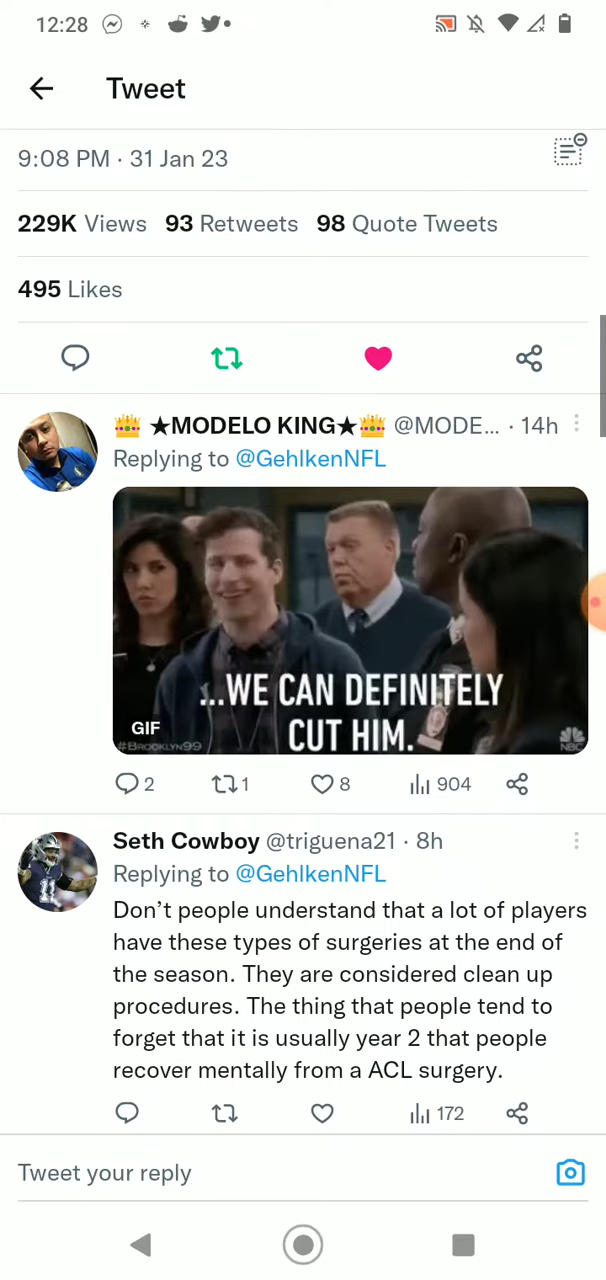 12:28
Tweet
9:08 PM · 31 Jan 23
229K Views 93 Retweets 98 Quote Tweets
495 Likes
👑 ★MODELO KING★👑 @MODE... · 14h
Replying to @GehlkenNFL
...WE CAN DEFINITELY
CUT HIM.
GIF
#BROOKLYN99
NBC
2 1 8 904
Seth Cowboy @triguena21 · 8h
Replying to @GehlkenNFL
Don’t people understand that a lot of players
have these types of surgeries at the end of
the season. They are considered clean up
procedures. The thing that people tend to
forget that it is usually year 2 that people
recover mentally from a ACL surgery.
172
Tweet your reply